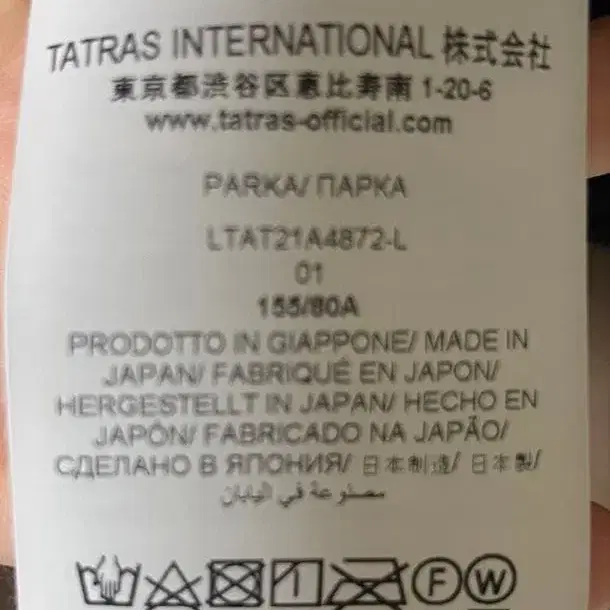 TATRAS INTERNATIONAL 株式会社
東京都渋谷区恵比寿南 1-20-6
www.tatras-official.com
PARKA/ ПАРКА
LTAT21A4872-L
01
155/80A
PRODOTTO IN GIAPPONE/ MADE IN
JAPAN/ FABRIQUÉ EN JAPON/
HERGESTELLT IN JAPAN/ HECHO EN
JAPÓN/ FABRICADO NA JAPÃO/
СДЕЛАНО В ЯПОНИЯ/ 日本制造/ 日本製/
مصنوعة في اليابان
F W